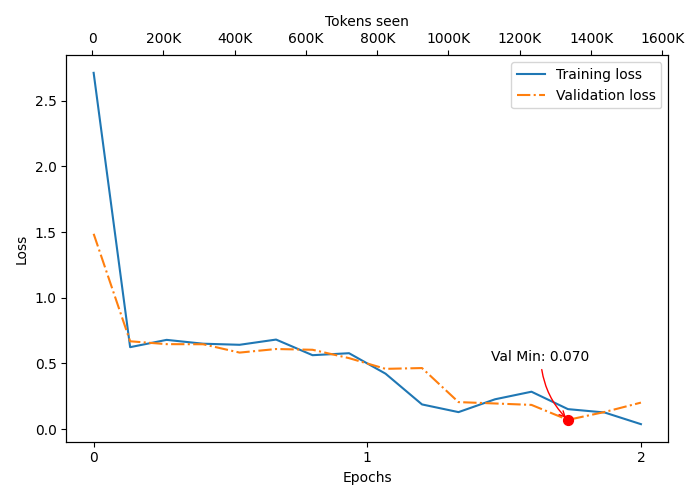 Tokens seen
0 200K 400K 600K 800K 1000K 1200K 1400K 1600K
Training loss
Validation loss
2.5
2.0
1.5
Loss
1.0
Val Min: 0.070
0.5
0.0
0 1 2
Epochs